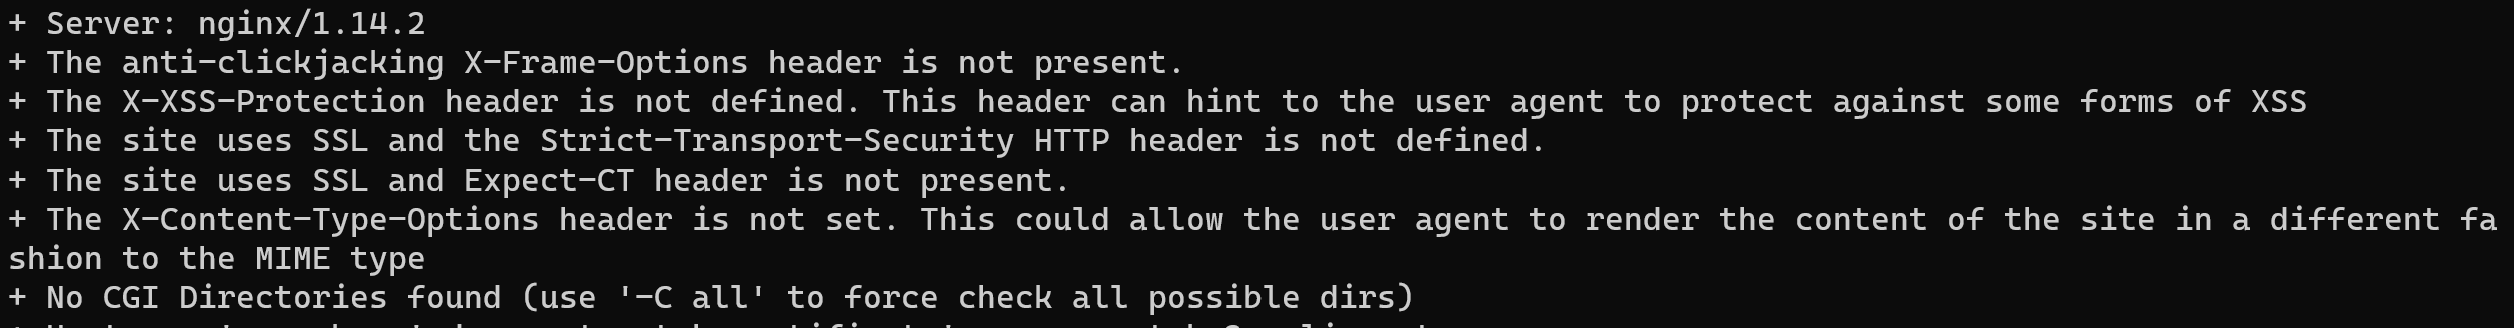 + Server: nginx/1.14.2
+ The anti-clickjacking X-Frame-Options header is not present.
+ The X-XSS-Protection header is not defined. This header can hint to the user agent to protect against some forms of XSS
+ The site uses SSL and the Strict-Transport-Security HTTP header is not defined.
+ The site uses SSL and Expect-CT header is not present.
+ The X-Content-Type-Options header is not set. This could allow the user agent to render the content of the site in a different fa
shion to the MIME type
+ No CGI Directories found (use '-C all' to force check all possible dirs)